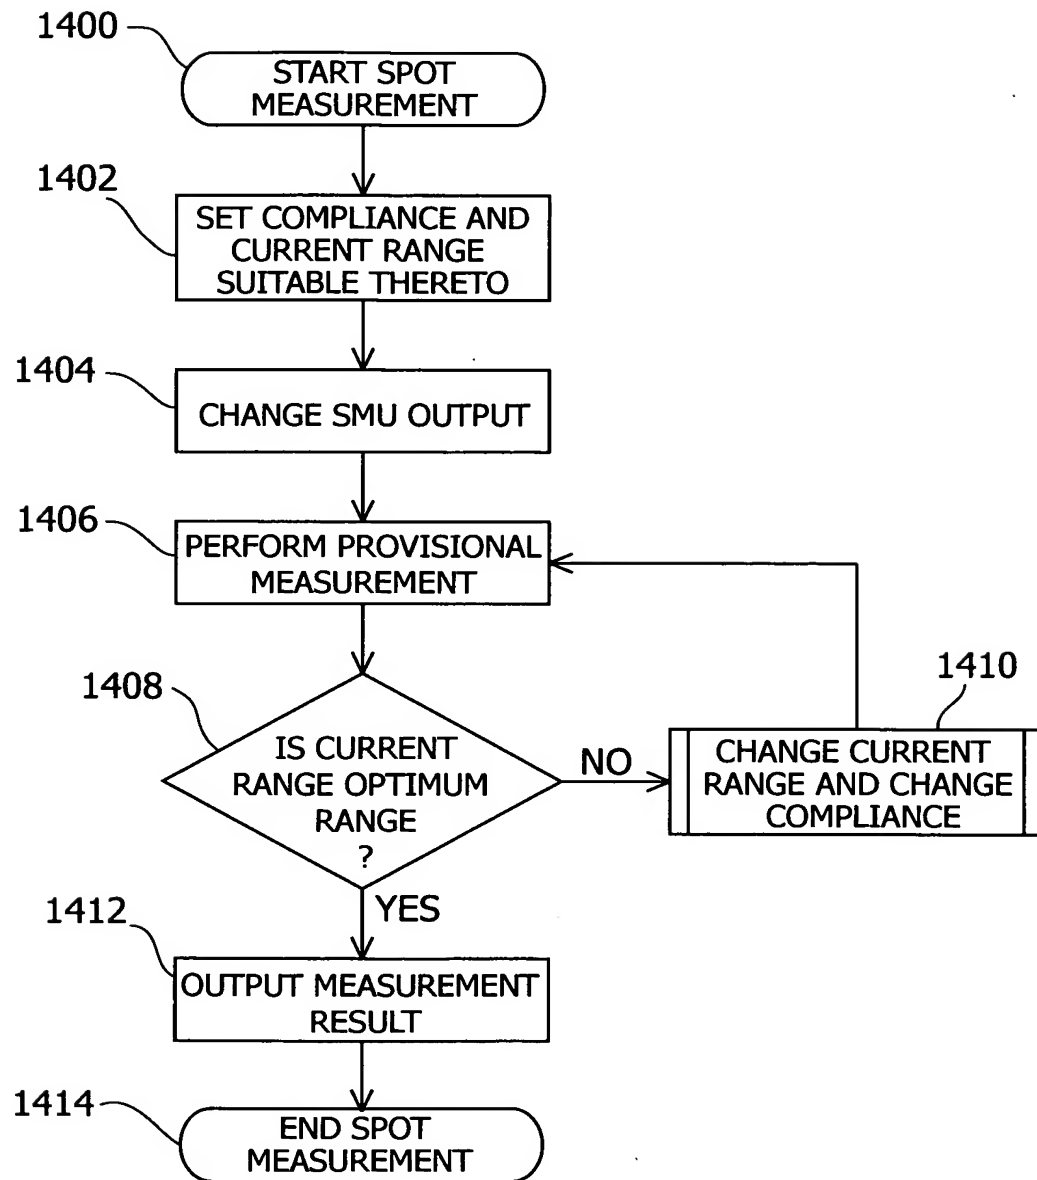 1400
START SPOT
MEASUREMENT
1402
SET COMPLIANCE AND
CURRENT RANGE
SUITABLE THERETO
1404
CHANGE SMU OUTPUT
1406
PERFORM PROVISIONAL
MEASUREMENT
1408
IS CURRENT
RANGE OPTIMUM
RANGE
?
NO
1410
CHANGE CURRENT
RANGE AND CHANGE
COMPLIANCE
YES
1412
OUTPUT MEASUREMENT
RESULT
1414
END SPOT
MEASUREMENT